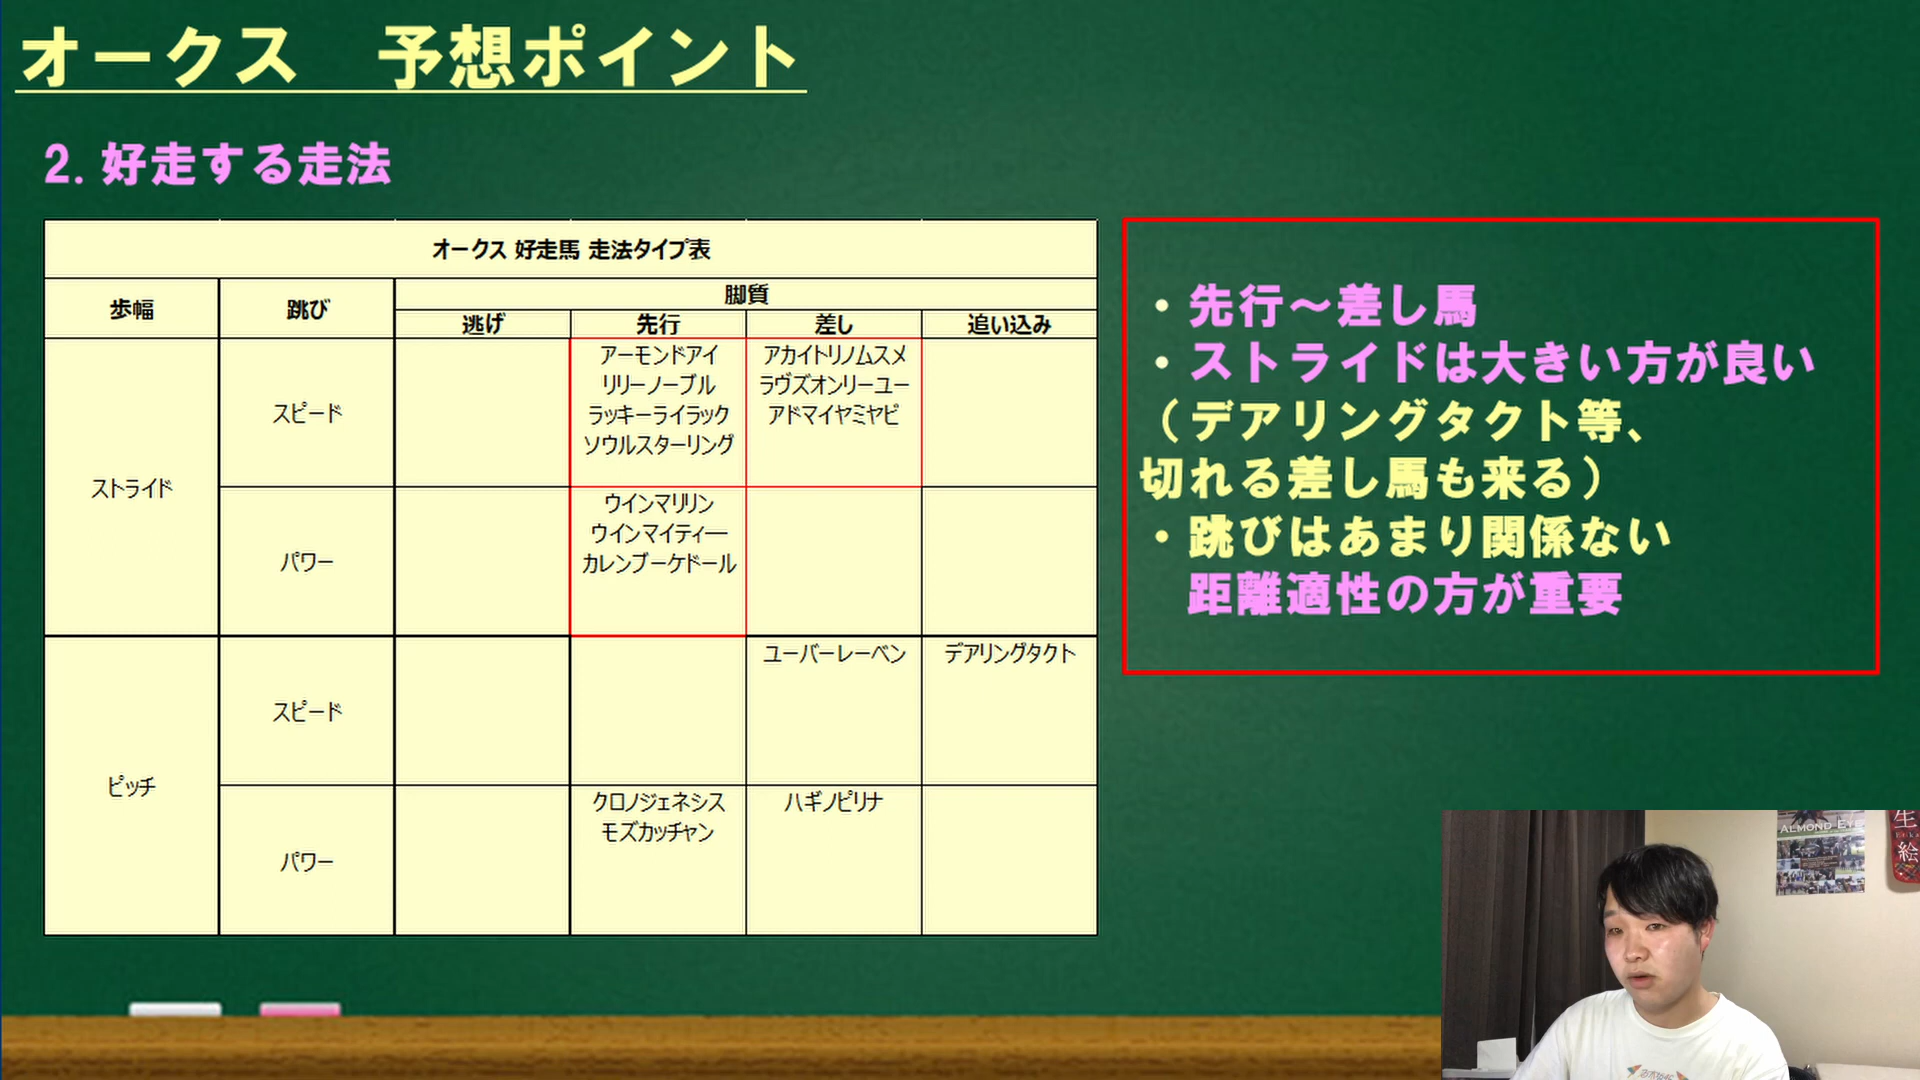 オークス　予想ポイント
2. 好走する走法
オークス 好走馬 走法タイプ表
歩幅 跳び 脚質
逃げ 先行 差し 追い込み
ストライド
スピード
アーモンドアイ
リリーノーブル
ラッキーライラック
ソウルスターリング
アカイトリノムスメ
ラヴズオンリーユー
アドマイヤミヤビ
パワー
ウインマリリン
ウインマイティー
カレンブーケドール
ピッチ
スピード
ユーバーレーベン
デアリングタクト
パワー
クロノジェネシス
モズカッチャン
ハギノピリナ
・先行～差し馬
・ストライドは大きい方が良い
（デアリングタクト等、
切れる差し馬も来る）
・跳びはあまり関係ない
距離適性の方が重要
ALMOND EYE
生
絵